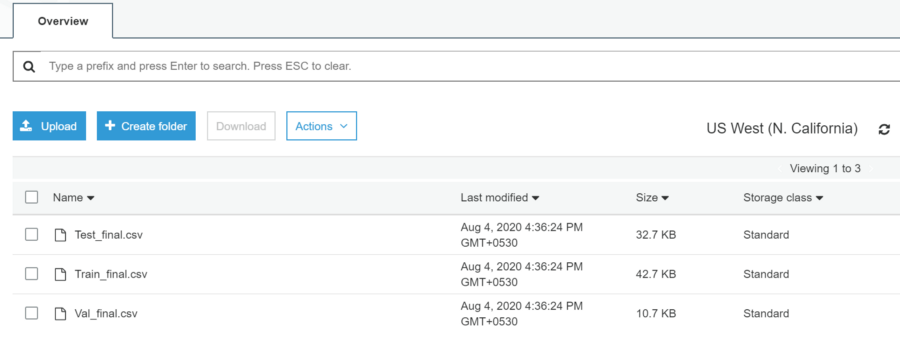 Overview
Type a prefix and press Enter to search. Press ESC to clear.
Upload Create folder Download Actions US West (N. California)
Viewing 1 to 3
Name Last modified Size Storage class
Test_final.csv Aug 4, 2020 4:36:24 PM GMT+0530 32.7 KB Standard
Train_final.csv Aug 4, 2020 4:36:24 PM GMT+0530 42.7 KB Standard
Val_final.csv Aug 4, 2020 4:36:24 PM GMT+0530 10.7 KB Standard